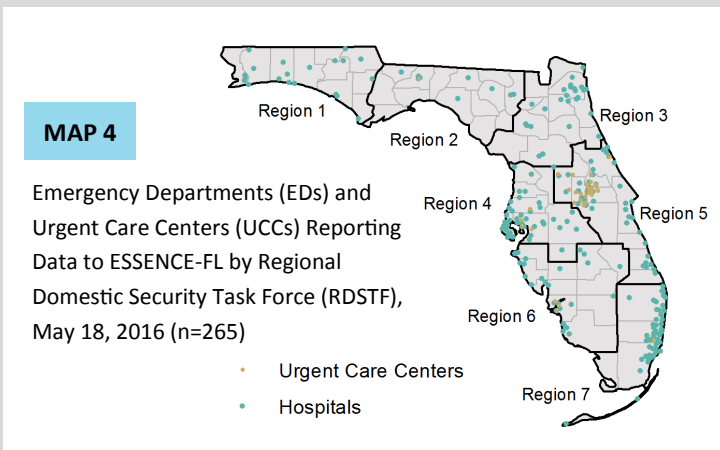 MAP 4
Emergency Departments (EDs) and
Urgent Care Centers (UCCs) Reporting
Data to ESSENCE-FL by Regional
Domestic Security Task Force (RDSTF),
May 18, 2016 (n=265)
Urgent Care Centers
Hospitals
Region 1
Region 2
Region 3
Region 4
Region 5
Region 6
Region 7